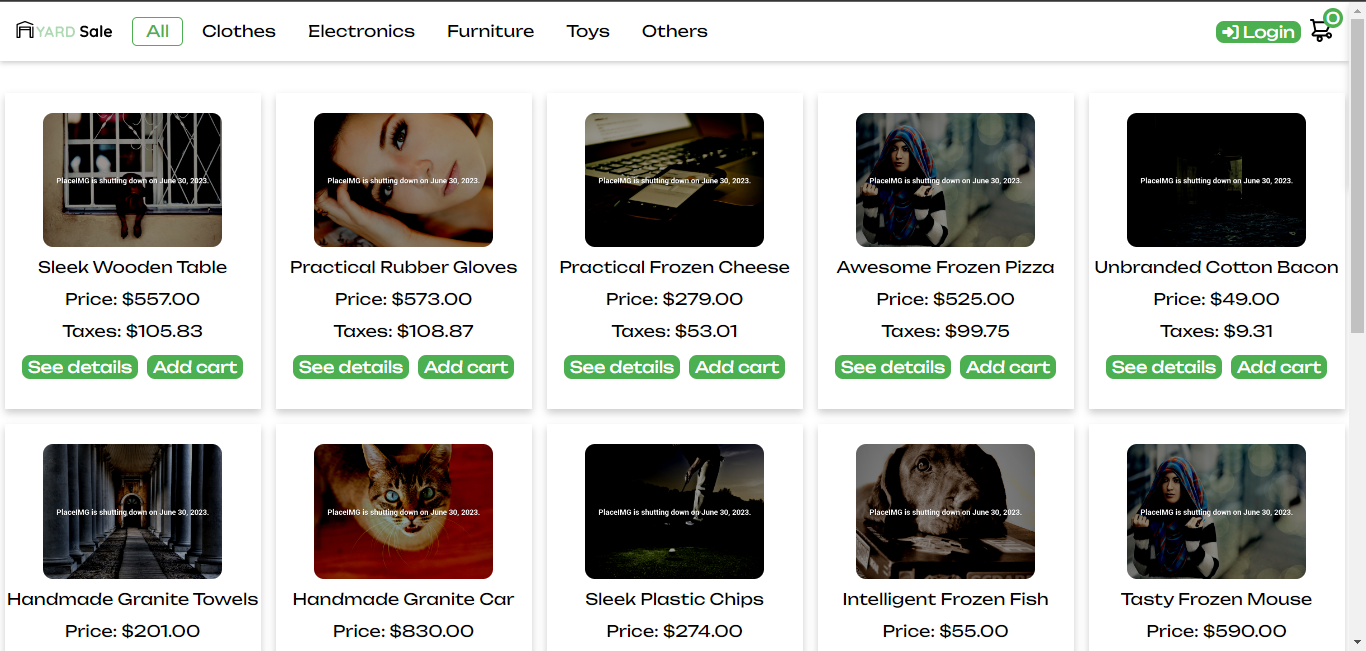 YARD Sale All Clothes Electronics Furniture Toys Others Login 0
PlaceIMG is shutting down on June 30, 2023. PlaceIMG is shutting down on June 30, 2023. PlaceIMG is shutting down on June 30, 2023. PlaceIMG is shutting down on June 30, 2023. PlaceIMG is shutting down on June 30, 2023.
Sleek Wooden Table Practical Rubber Gloves Practical Frozen Cheese Awesome Frozen Pizza Unbranded Cotton Bacon
Price: $557.00 Price: $573.00 Price: $279.00 Price: $525.00 Price: $49.00
Taxes: $105.83 Taxes: $108.87 Taxes: $53.01 Taxes: $99.75 Taxes: $9.31
See details Add cart See details Add cart See details Add cart See details Add cart See details Add cart
PlaceIMG is shutting down on June 30, 2023. PlaceIMG is shutting down on June 30, 2023. PlaceIMG is shutting down on June 30, 2023. PlaceIMG is shutting down on June 30, 2023. PlaceIMG is shutting down on June 30, 2023.
Handmade Granite Towels Handmade Granite Car Sleek Plastic Chips Intelligent Frozen Fish Tasty Frozen Mouse
Price: $201.00 Price: $830.00 Price: $274.00 Price: $55.00 Price: $590.00